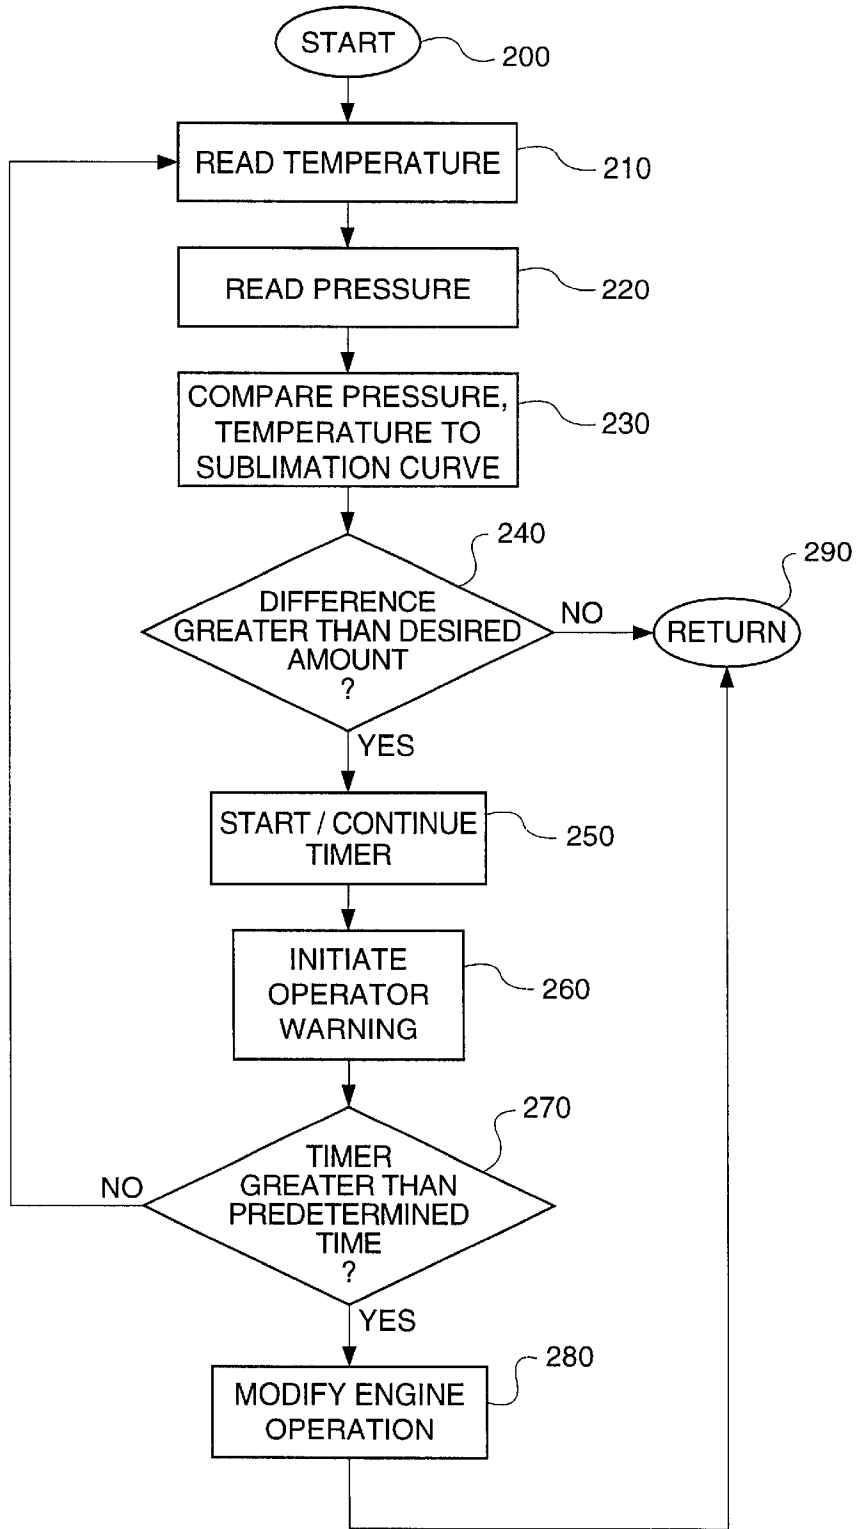 START
200
READ TEMPERATURE
210
READ PRESSURE
220
COMPARE PRESSURE,
TEMPERATURE TO
SUBLIMATION CURVE
230
240
DIFFERENCE
GREATER THAN DESIRED
AMOUNT
?
NO
290
RETURN
YES
START / CONTINUE
TIMER
250
INITIATE
OPERATOR
WARNING
260
270
TIMER
GREATER THAN
PREDETERMINED
TIME
?
NO
YES
280
MODIFY ENGINE
OPERATION